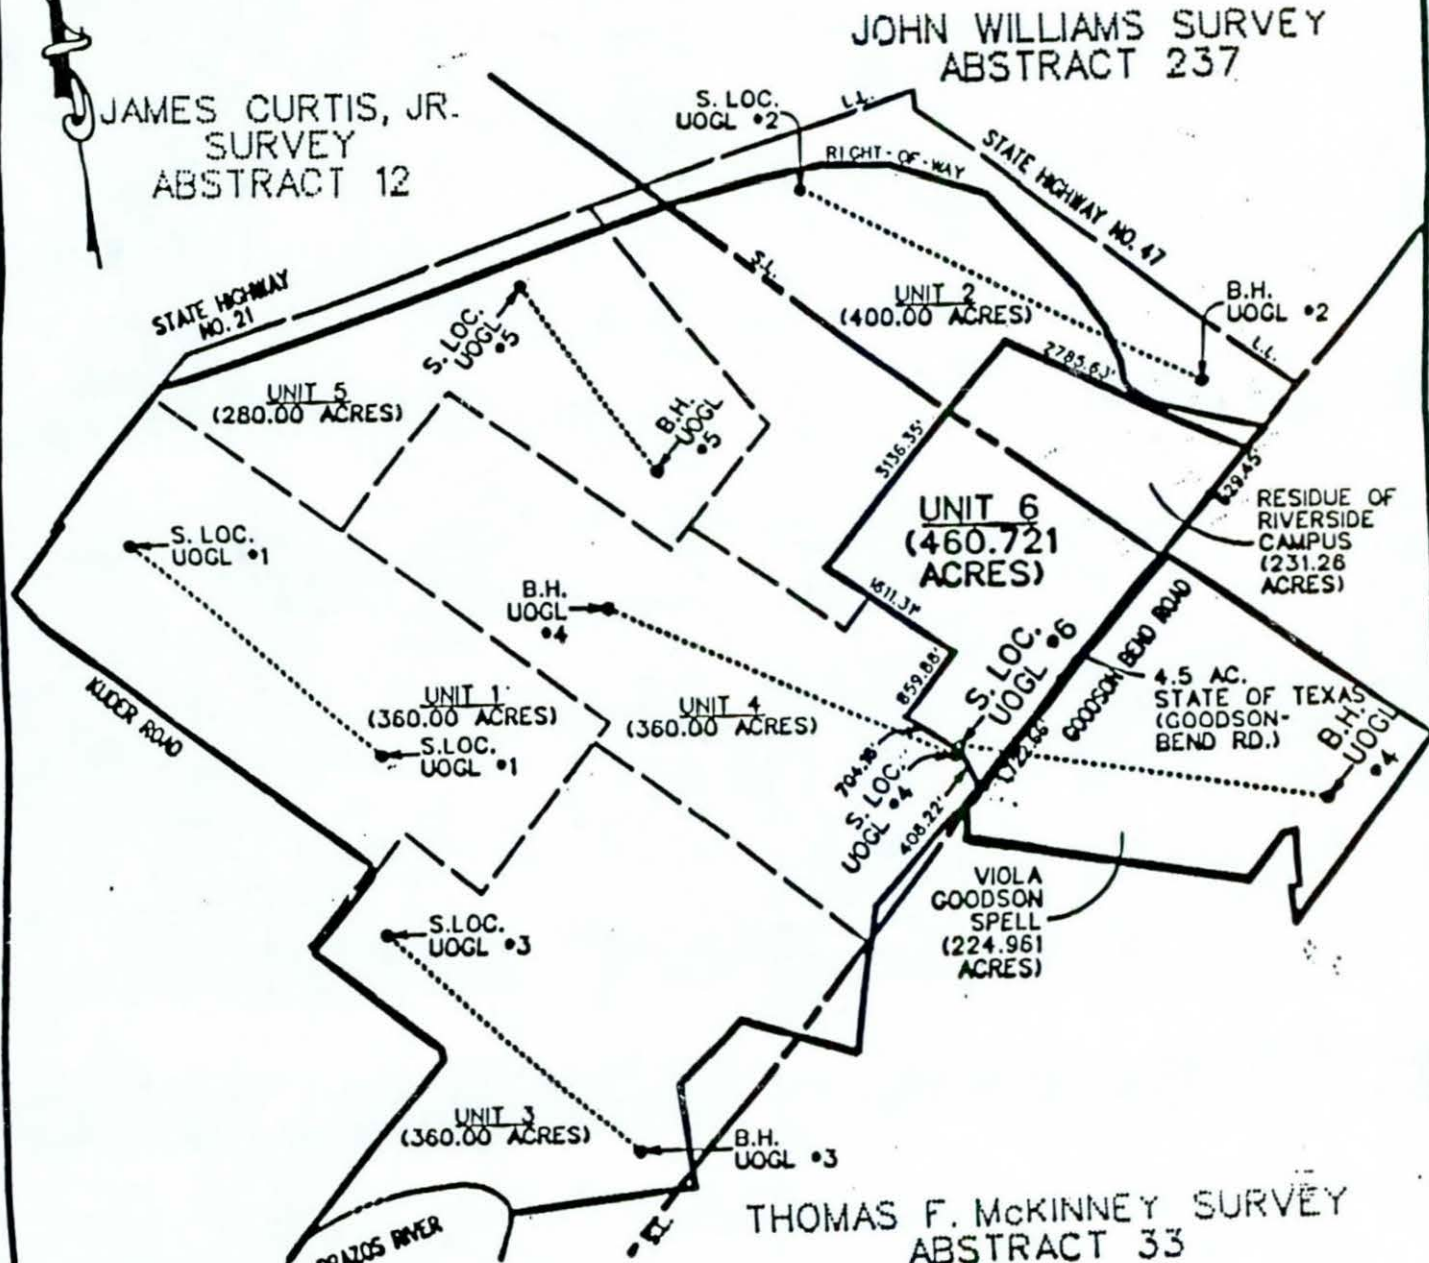 JOHN WILLIAMS SURVEY
ABSTRACT 237
JAMES CURTIS, JR.
SURVEY
ABSTRACT 12
S. LOC.
UOGL #2
L.L.
RIGHT-OF-WAY
STATE HIGHWAY NO. 47
STATE HIGHWAY
NO. 21
S.L.
UNIT 2
(400.00 ACRES)
B.H.
UOGL #2
L.L.
S. LOC.
UOGL
#5
UNIT 5
(280.00 ACRES)
B.H.
UOGL
#5
2785.63'
3136.35'
629.45'
UNIT 6
(460.721
ACRES)
RESIDUE OF
RIVERSIDE
CAMPUS
(231.26
ACRES)
S. LOC.
UOGL #1
B.H.
UOGL
#4
1611.31'
859.88'
S. LOC.
UOGL #6
GOODSON BEND ROAD
4.5 AC.
STATE OF TEXAS
(GOODSON-
BEND RD.)
B.H.
UOGL
#4
KUDER ROAD
UNIT 1
(360.00 ACRES)
UNIT 4
(360.00 ACRES)
S.LOC.
UOGL #1
S. LOC.
UOGL #4
408.22'
VIOLA
GOODSON
SPELL
(224.961
ACRES)
S.LOC.
UOGL #3
UNIT 3
(360.00 ACRES)
B.H.
UOGL #3
BRAZOS RIVER
S.L.
THOMAS F. McKINNEY SURVEY
ABSTRACT 33